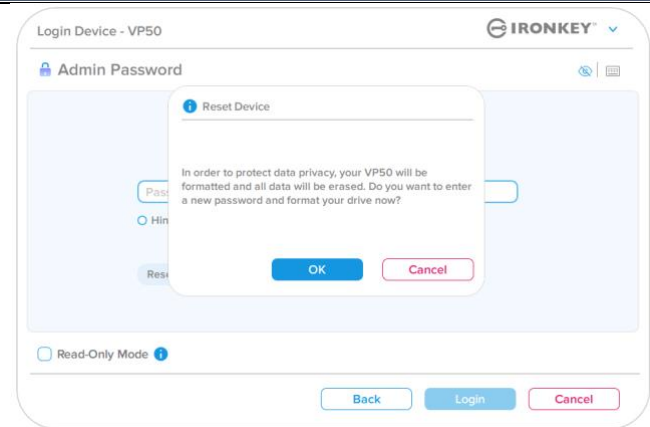 Login Device - VP50
IRONKEY
Admin Password
Reset Device
In order to protect data privacy, your VP50 will be
formatted and all data will be erased. Do you want to enter
a new password and format your drive now?
OK
Cancel
Read-Only Mode
Back
Login
Cancel